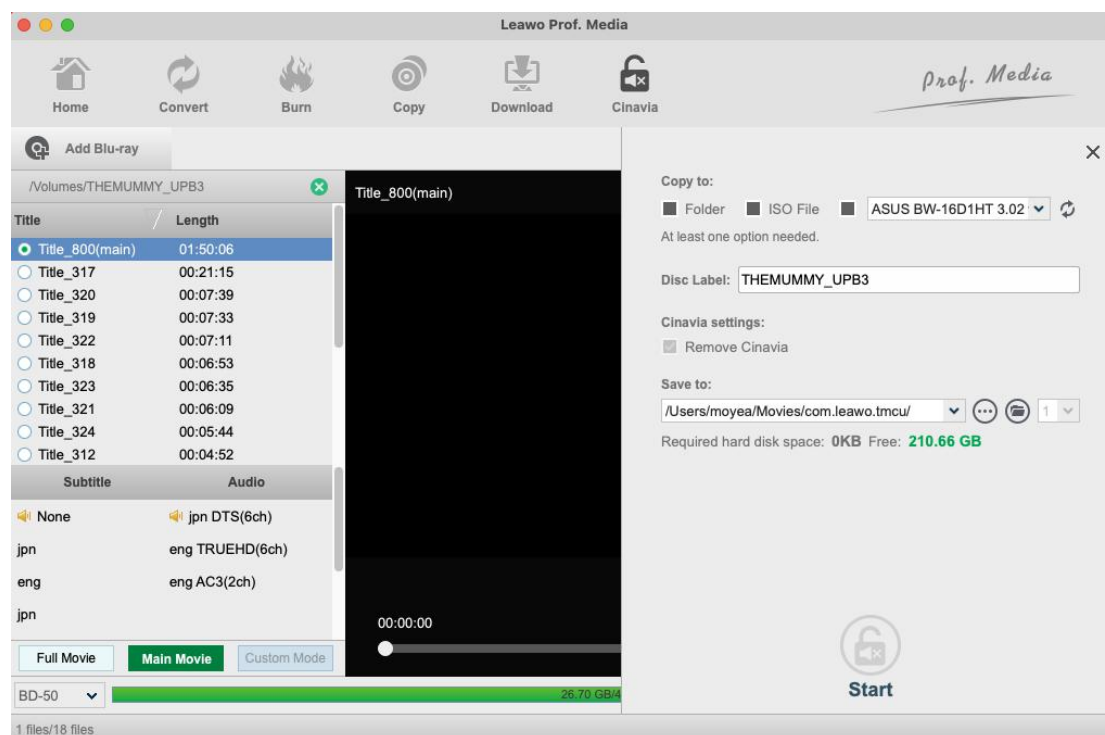 Leawo Prof. Media
Home Convert Burn Copy Download Cinavia
Prof. Media
Add Blu-ray
/Volumes/THEMUMMY_UPB3
Title Length
Title_800(main) 01:50:06
Title_317 00:21:15
Title_320 00:07:39
Title_319 00:07:33
Title_322 00:07:11
Title_318 00:06:53
Title_323 00:06:35
Title_321 00:06:09
Title_324 00:05:44
Title_312 00:04:52
Subtitle Audio
None jpn DTS(6ch)
jpn eng TRUEHD(6ch)
eng eng AC3(2ch)
jpn
Full Movie Main Movie Custom Mode
BD-50 26.70 GB/4
1 files/18 files
Title_800(main)
00:00:00
Copy to:
Folder ISO File ASUS BW-16D1HT 3.02
At least one option needed.
Disc Label: THEMUMMY_UPB3
Cinavia settings:
Remove Cinavia
Save to:
/Users/moyea/Movies/com.leawo.tmcu/ 1
Required hard disk space: 0KB Free: 210.66 GB
Start